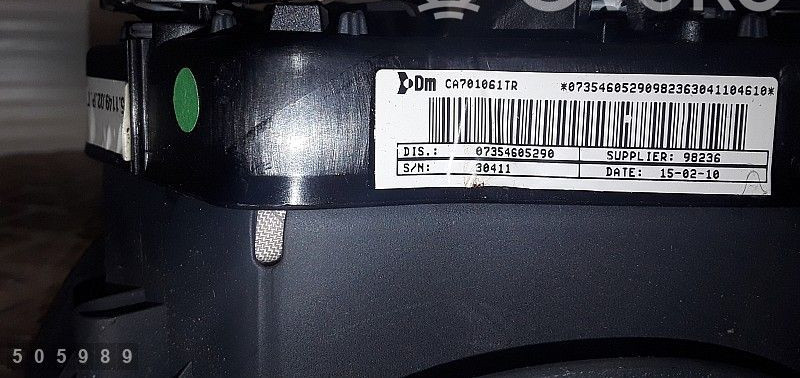 Dm CA701061TR *07354605290982363041104610*
DIS.: 07354605290 SUPPLIER: 98236
S/N: 30411 DATE: 15-02-10
505989